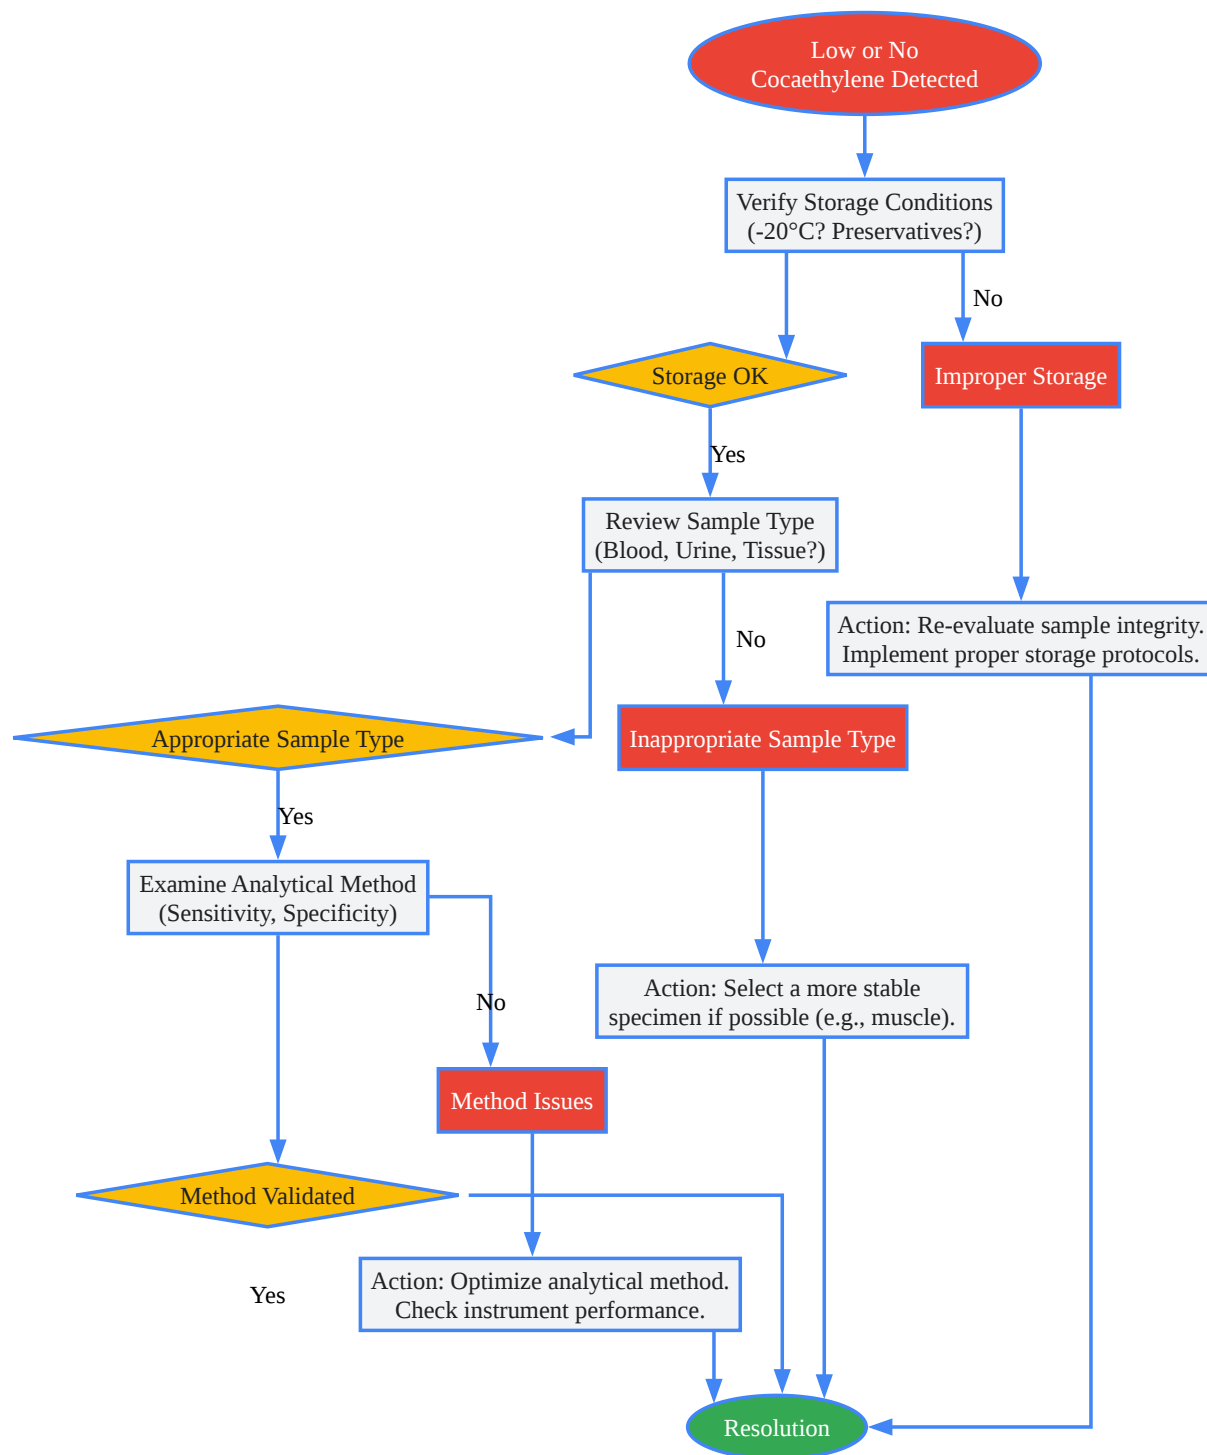 Low or No
Cocaethylene Detected
Verify Storage Conditions
(-20°C? Preservatives?)
No
Storage OK
Improper Storage
Yes
Review Sample Type
(Blood, Urine, Tissue?)
No
Action: Re-evaluate sample integrity.
Implement proper storage protocols.
Appropriate Sample Type
Inappropriate Sample Type
Yes
Examine Analytical Method
(Sensitivity, Specificity)
No
Action: Select a more stable
specimen if possible (e.g., muscle).
Method Issues
Method Validated
Yes
Action: Optimize analytical method.
Check instrument performance.
Resolution